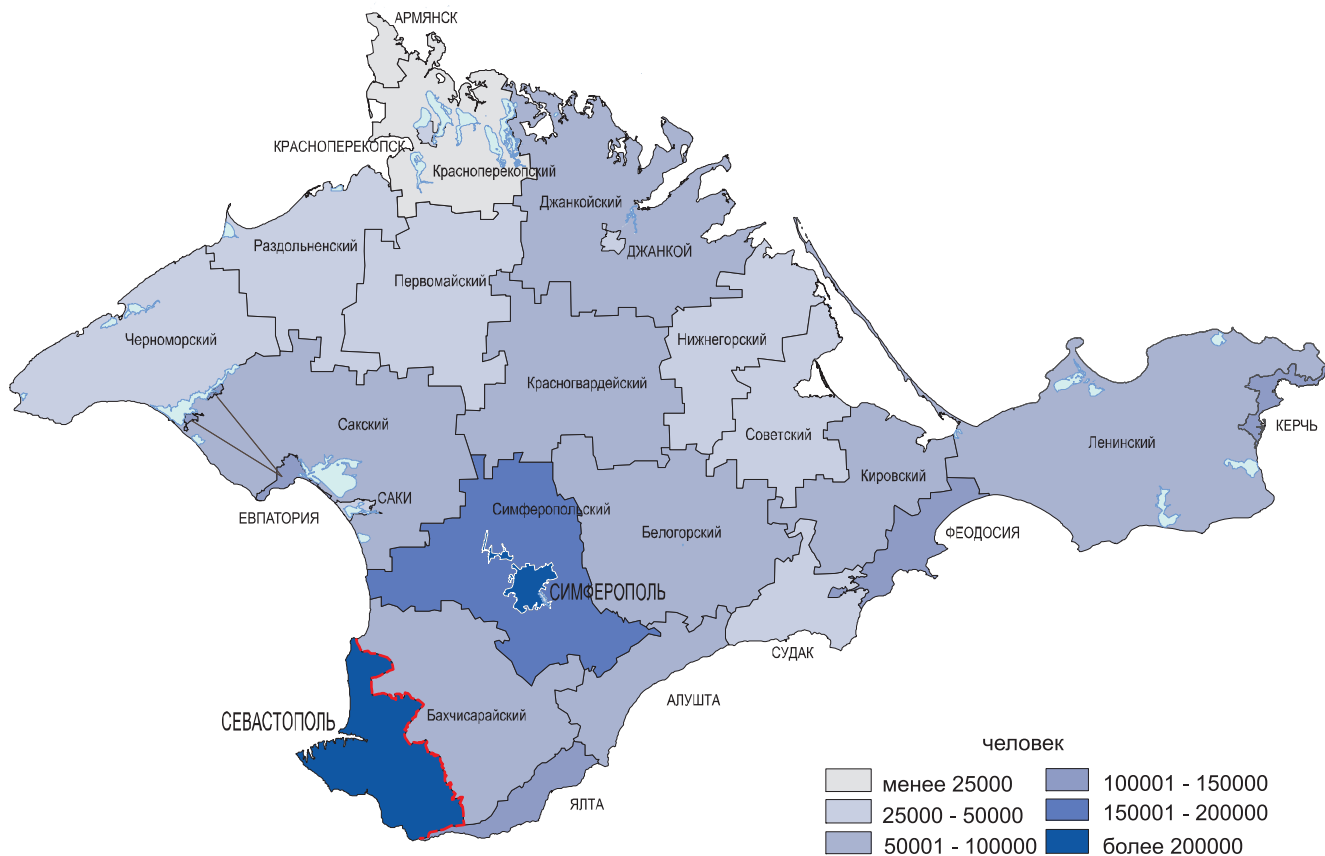 АРМЯНСК
КРАСНОПЕРЕКОПСК
Красноперекопский
Джанкойский
Раздольненский
ДЖАНКОЙ
Первомайский
Черноморский
Нижнегорский
Красногвардейский
Сакский
Советский
КЕРЧЬ
Ленинский
Кировский
САКИ
ЕВПАТОРИЯ
Симферопольский
Белогорский
ФЕОДОСИЯ
СИМФЕРОПОЛЬ
СУДАК
АЛУШТА
СЕВАСТОПОЛЬ
Бахчисарайский
ЯЛТА
человек
менее 25000
25000 - 50000
50001 - 100000
100001 - 150000
150001 - 200000
более 200000